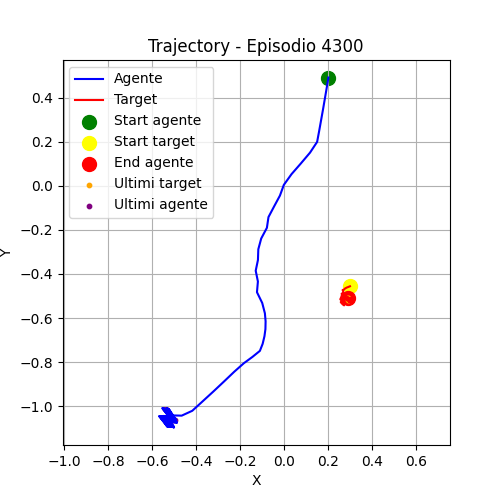 Trajectory - Episodio 4300
Agente
Target
Start agente
Start target
End agente
Ultimi target
Ultimi agente
0.4
0.2
0.0
−0.2
−0.4
−0.6
−0.8
−1.0
Y
−1.0 −0.8 −0.6 −0.4 −0.2 0.0 0.2 0.4 0.6
X